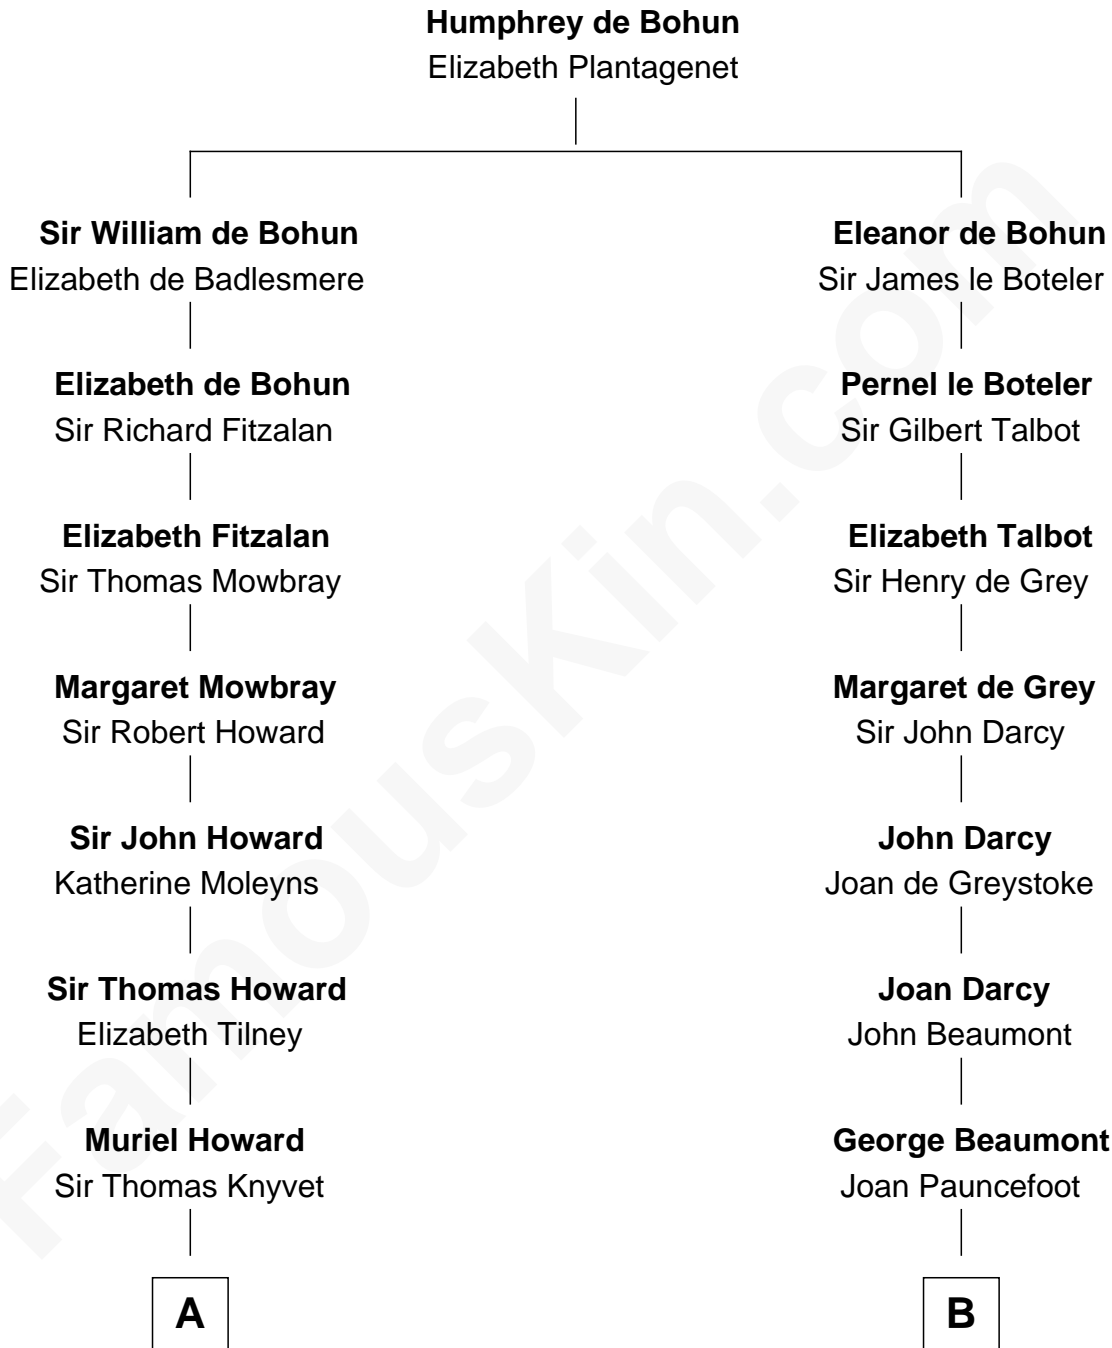 Humphrey de Bohun
Elizabeth Plantagenet
Sir William de Bohun
Elizabeth de Badlesmere
Eleanor de Bohun
Sir James le Boteler
Elizabeth de Bohun
Sir Richard Fitzalan
Pernel le Boteler
Sir Gilbert Talbot
Elizabeth Fitzalan
Sir Thomas Mowbray
Elizabeth Talbot
Sir Henry de Grey
Margaret Mowbray
Sir Robert Howard
Margaret de Grey
Sir John Darcy
Sir John Howard
Katherine Moleyns
John Darcy
Joan de Greystoke
Sir Thomas Howard
Elizabeth Tilney
Joan Darcy
John Beaumont
Muriel Howard
Sir Thomas Knyvet
George Beaumont
Joan Pauncefoot
A
B
FamousKin.com